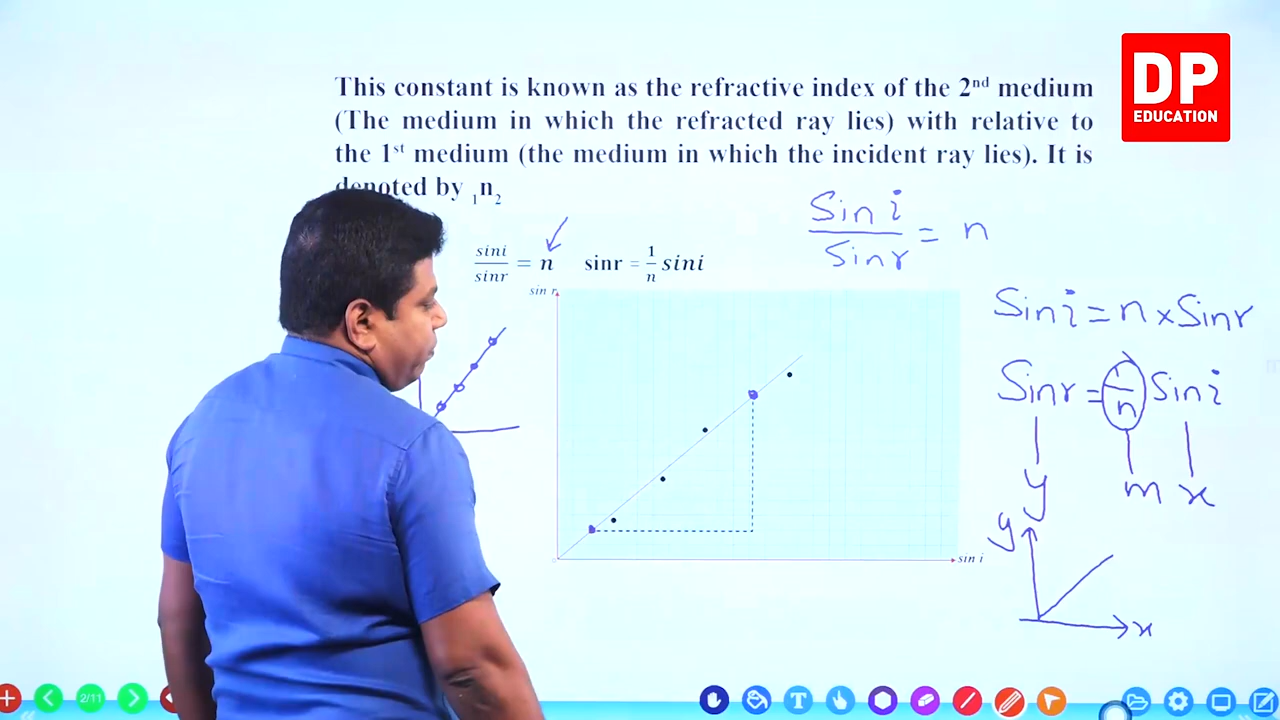 This constant is known as the refractive index of the 2ⁿᵈ medium
(The medium in which the refracted ray lies) with relative to
the 1ˢᵗ medium (the medium in which the incident ray lies). It is
denoted by ₁n₂
DP
EDUCATION
sini/sinr = n sinr = 1/n sini
Sin i/Sin r = n
Sin i = n × Sin r
Sin r = 1/n Sin i
y m x
sin r
sin i
y
x
2/11
T